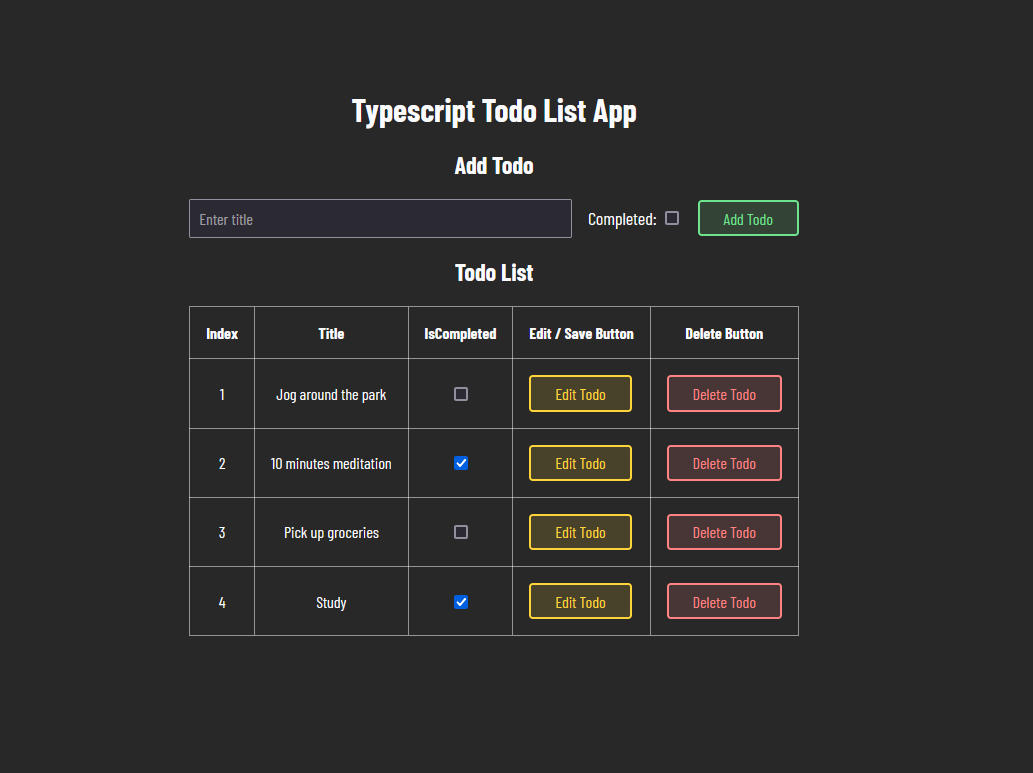 Typescript Todo List App
Add Todo
Enter title Completed: Add Todo
Todo List
Index Title IsCompleted Edit / Save Button Delete Button
1 Jog around the park Edit Todo Delete Todo
2 10 minutes meditation Edit Todo Delete Todo
3 Pick up groceries Edit Todo Delete Todo
4 Study Edit Todo Delete Todo